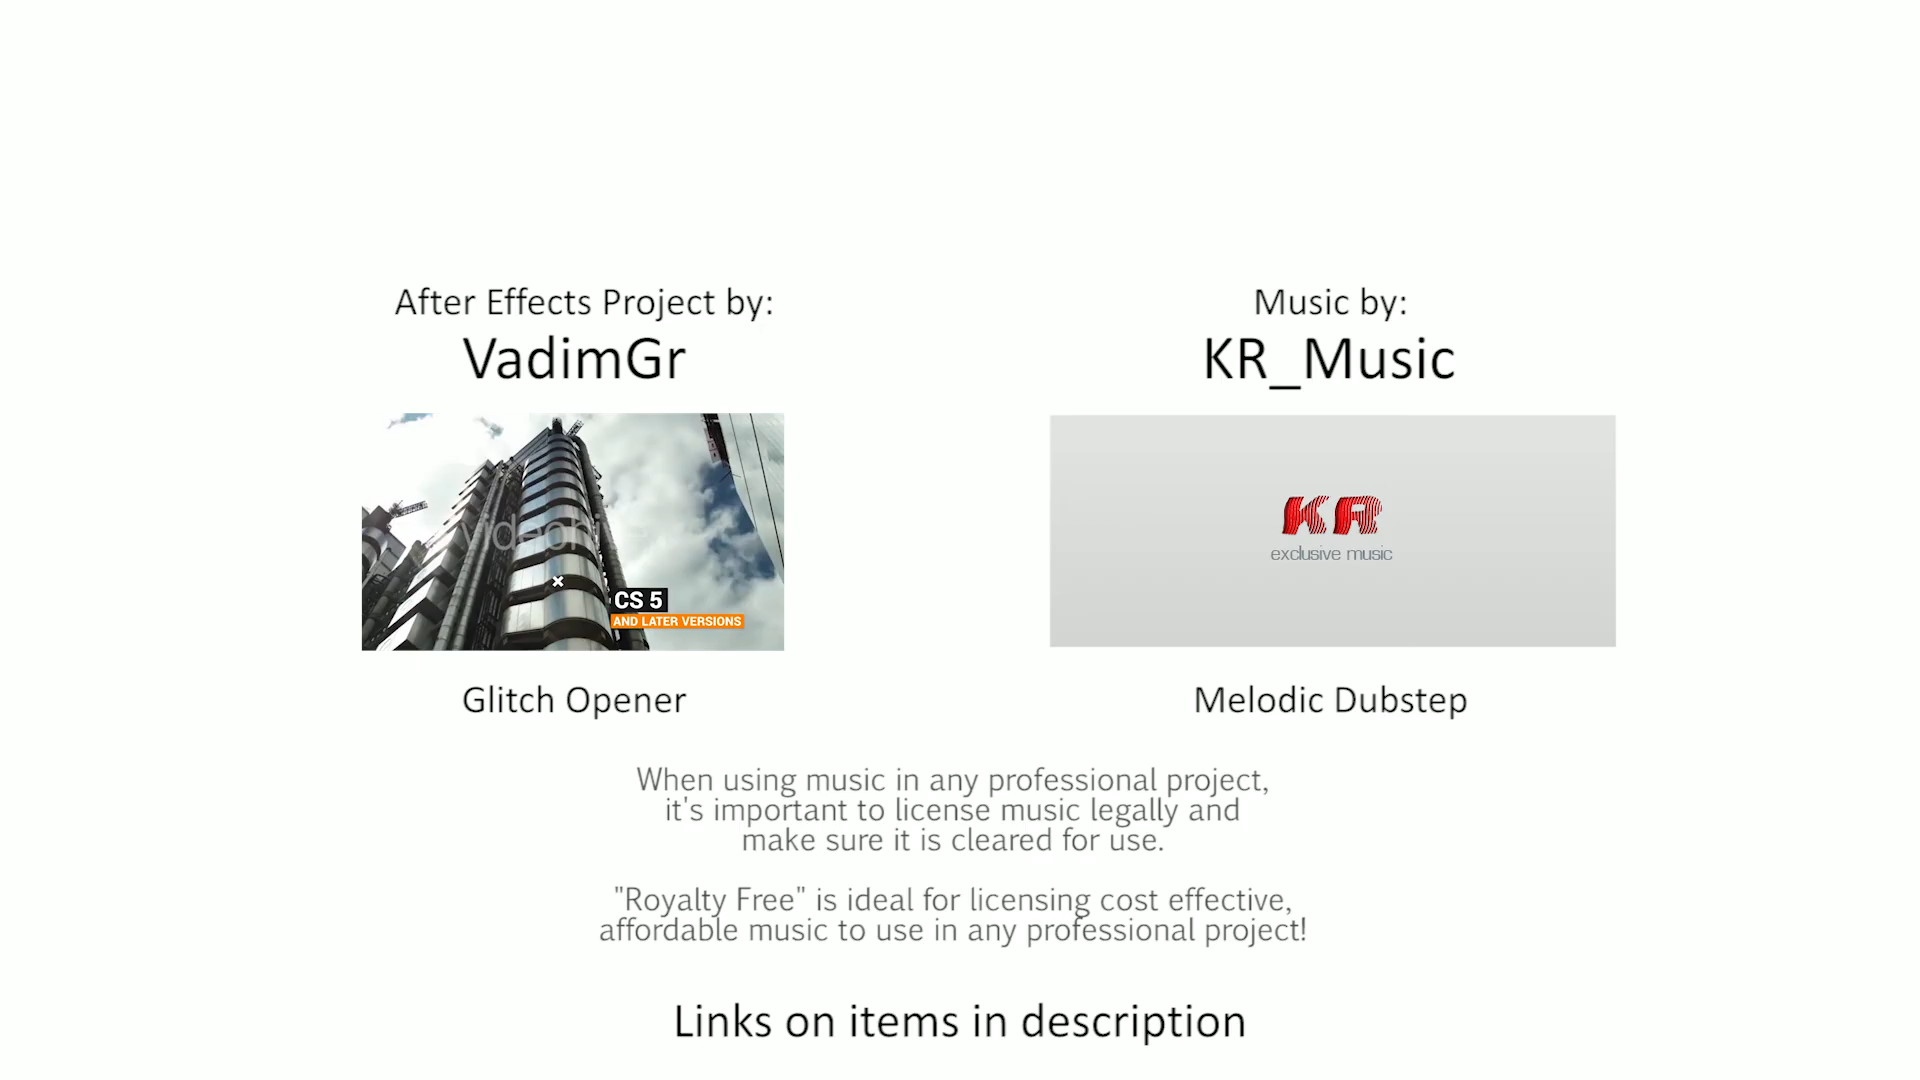 After Effects Project by:
VadimGr
videohive
CS 5
AND LATER VERSIONS
Glitch Opener
Music by:
KR_Music
KR
exclusive music
Melodic Dubstep
When using music in any professional project,
it's important to license music legally and
make sure it is cleared for use.
"Royalty Free" is ideal for licensing cost effective,
affordable music to use in any professional project!
Links on items in description